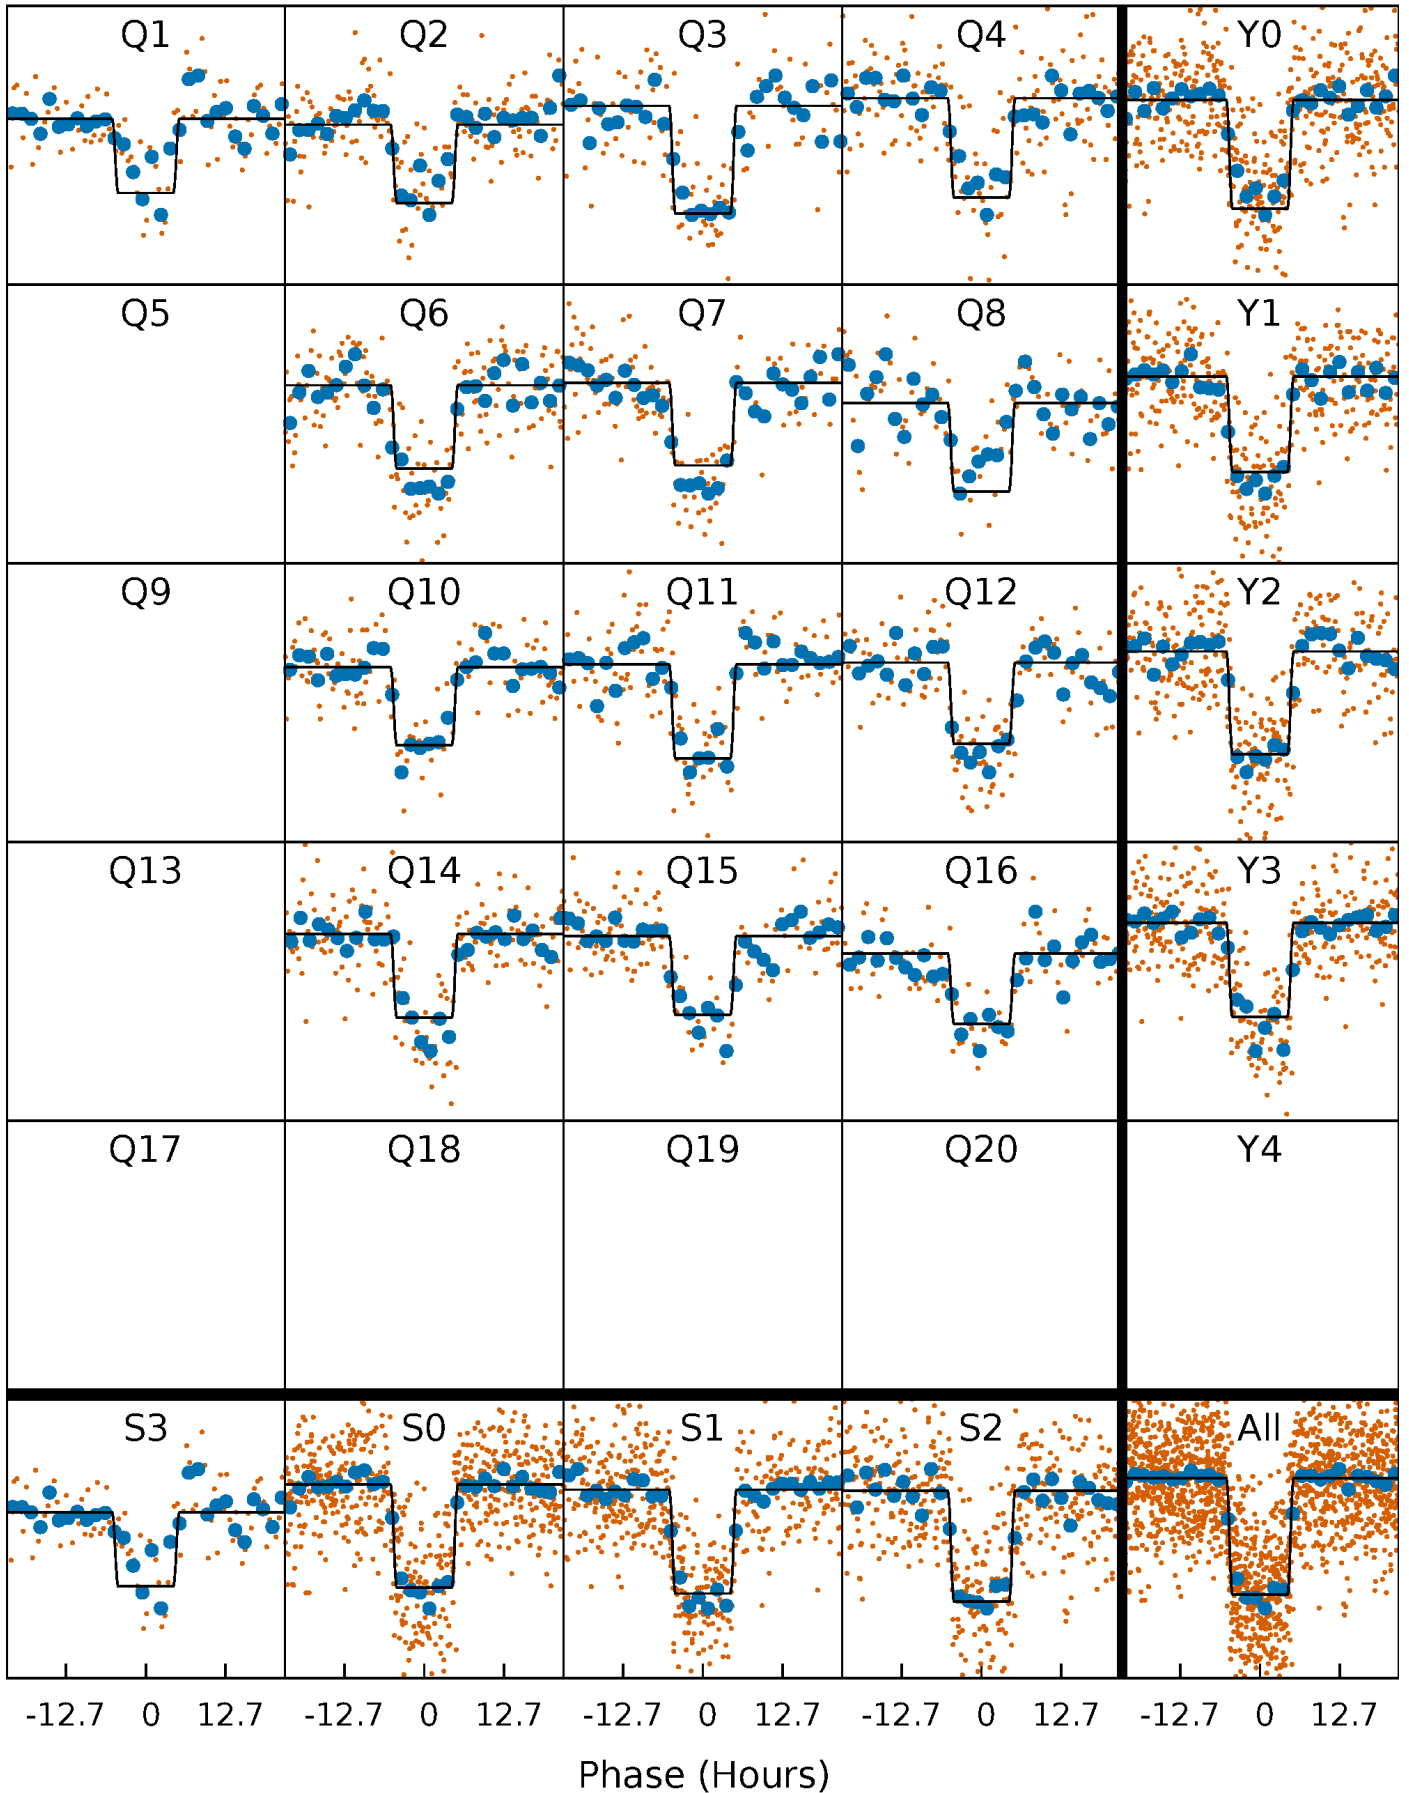 Q1 Q2 Q3 Q4 Y0
Q5 Q6 Q7 Q8 Y1
Q9 Q10 Q11 Q12 Y2
Q13 Q14 Q15 Q16 Y3
Q17 Q18 Q19 Q20 Y4
S3 S0 S1 S2 All
-12.7 0 12.7 -12.7 0 12.7 -12.7 0 12.7 -12.7 0 12.7 -12.7 0 12.7
Phase (Hours)